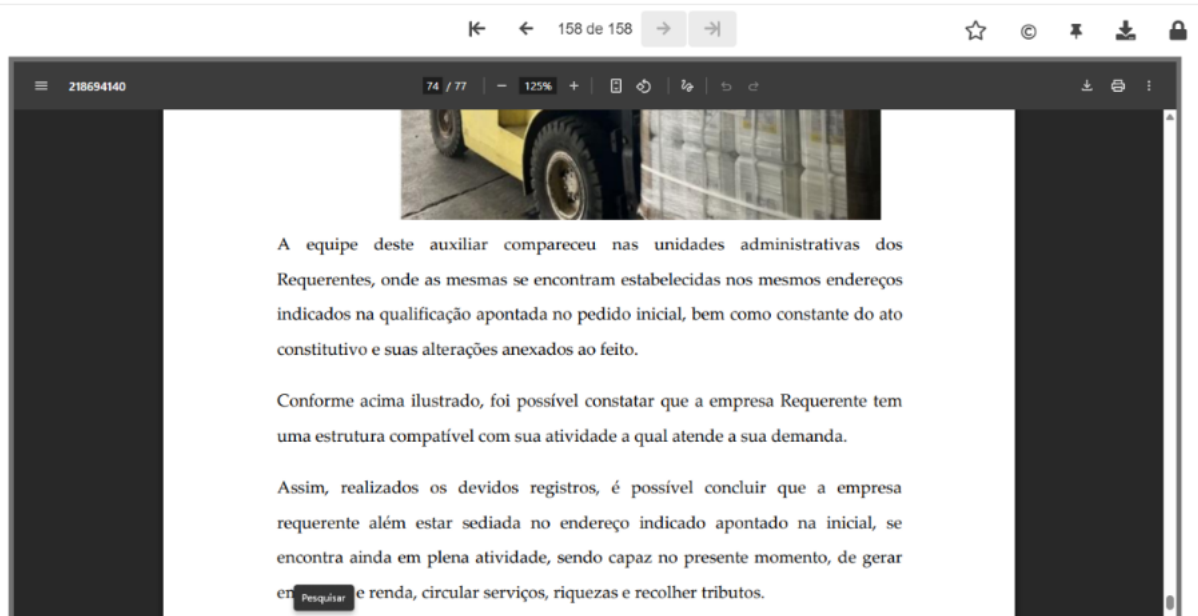 158 de 158
218694140
74 / 77
125%
A equipe deste auxiliar compareceu nas unidades administrativas dos
Requerentes, onde as mesmas se encontram estabelecidas nos mesmos endereços
indicados na qualificação apontada no pedido inicial, bem como constante do ato
constitutivo e suas alterações anexados ao feito.
Conforme acima ilustrado, foi possível constatar que a empresa Requerente tem
uma estrutura compatível com sua atividade a qual atende a sua demanda.
Assim, realizados os devidos registros, é possível concluir que a empresa
requerente além estar sediada no endereço indicado apontado na inicial, se
encontra ainda em plena atividade, sendo capaz no presente momento, de gerar
e renda, circular serviços, riquezas e recolher tributos.
Pesquisar